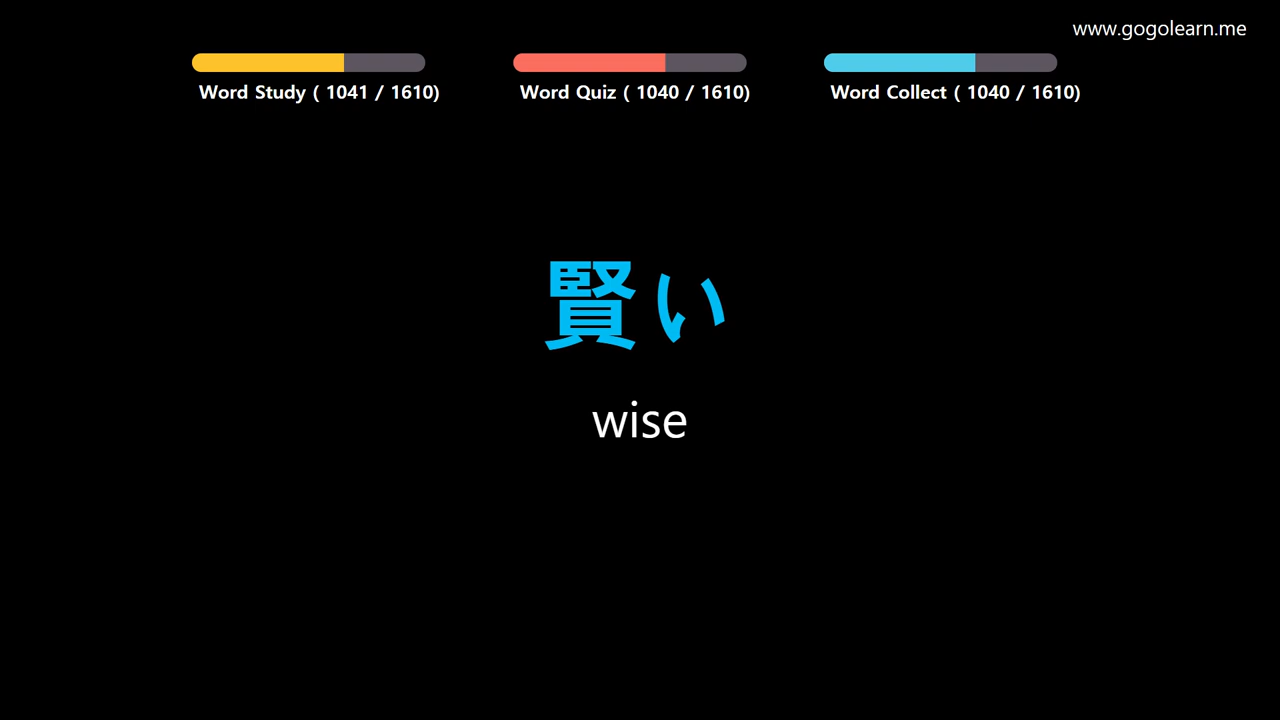 www.gogolearn.me
Word Study ( 1041 / 1610)
Word Quiz ( 1040 / 1610)
Word Collect ( 1040 / 1610)
賢い
wise